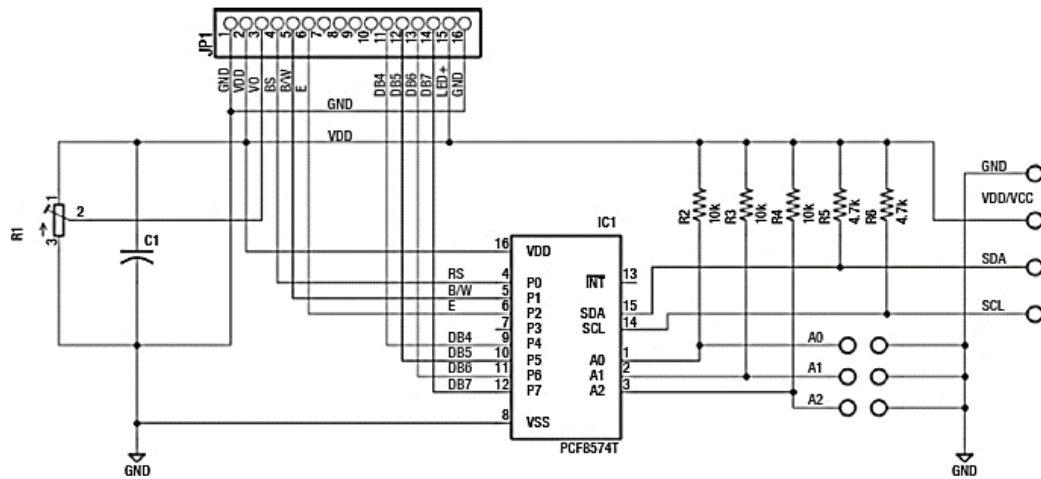 JP1
1 2 3 4 5 6 7 8 9 10 11 12 13 14 15 16
GND VDD VO BS B/W E DB4 DB5 DB6 DB7 LED+ GND
GND
VDD
R1
1
2
3
C1
GND
IC1
16 VDD
RS 4 P0
B/W 5 P1
E 6 P2
7 P3
DB4 9 P4
DB5 10 P5
DB6 11 P6
DB7 12 P7
8 VSS
INT 13
SDA 15
SCL 14
A0 1
A1 2
A2 3
PCF8574T
R2 10k
R3 10k
R4 10k
R5 4.7k
R6 4.7k
GND
VDD/VCC
SDA
SCL
A0
A1
A2
GND